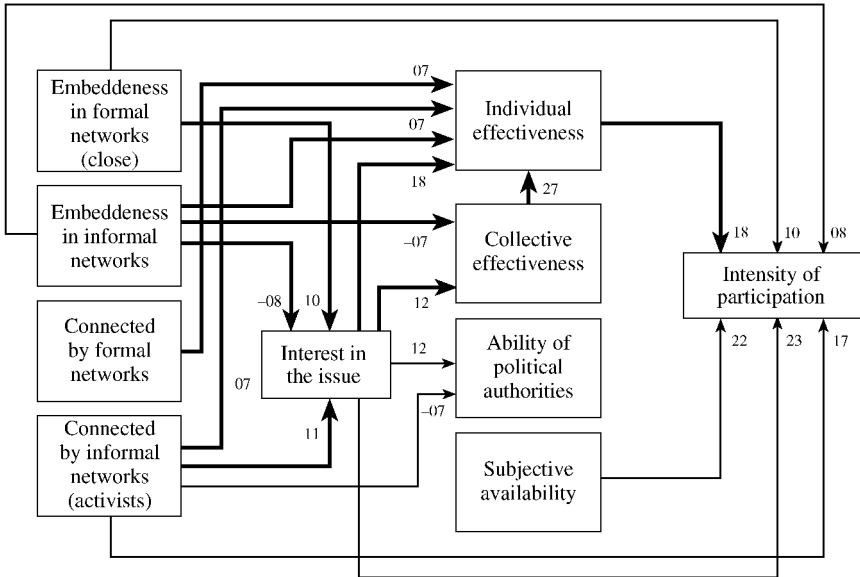 Embeddeness
in formal
networks
(close)
Embeddeness
in informal
networks
Connected
by formal
networks
Connected
by informal
networks
(activists)
07
07
18
–07
12
–08
10
Interest in
the issue
07
11
12
–07
Individual
effectiveness
27
Collective
effectiveness
Ability of
political
authorities
Subjective
availability
18
10
08
Intensity of
participation
22
23
17